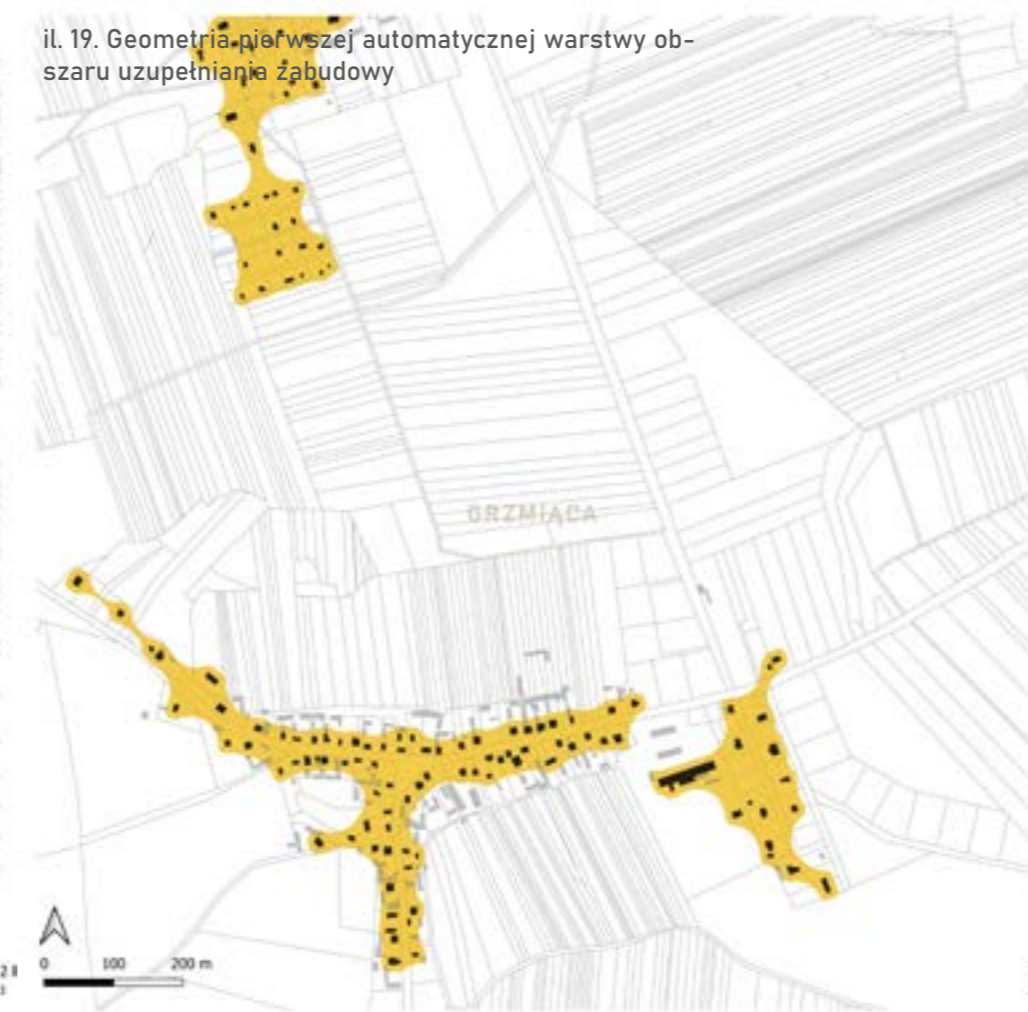 il. 19. Geometria pierwszej automatycznej warstwy ob-
szaru uzupełniania zabudowy
GRZMIĄCA
0 100 200 m